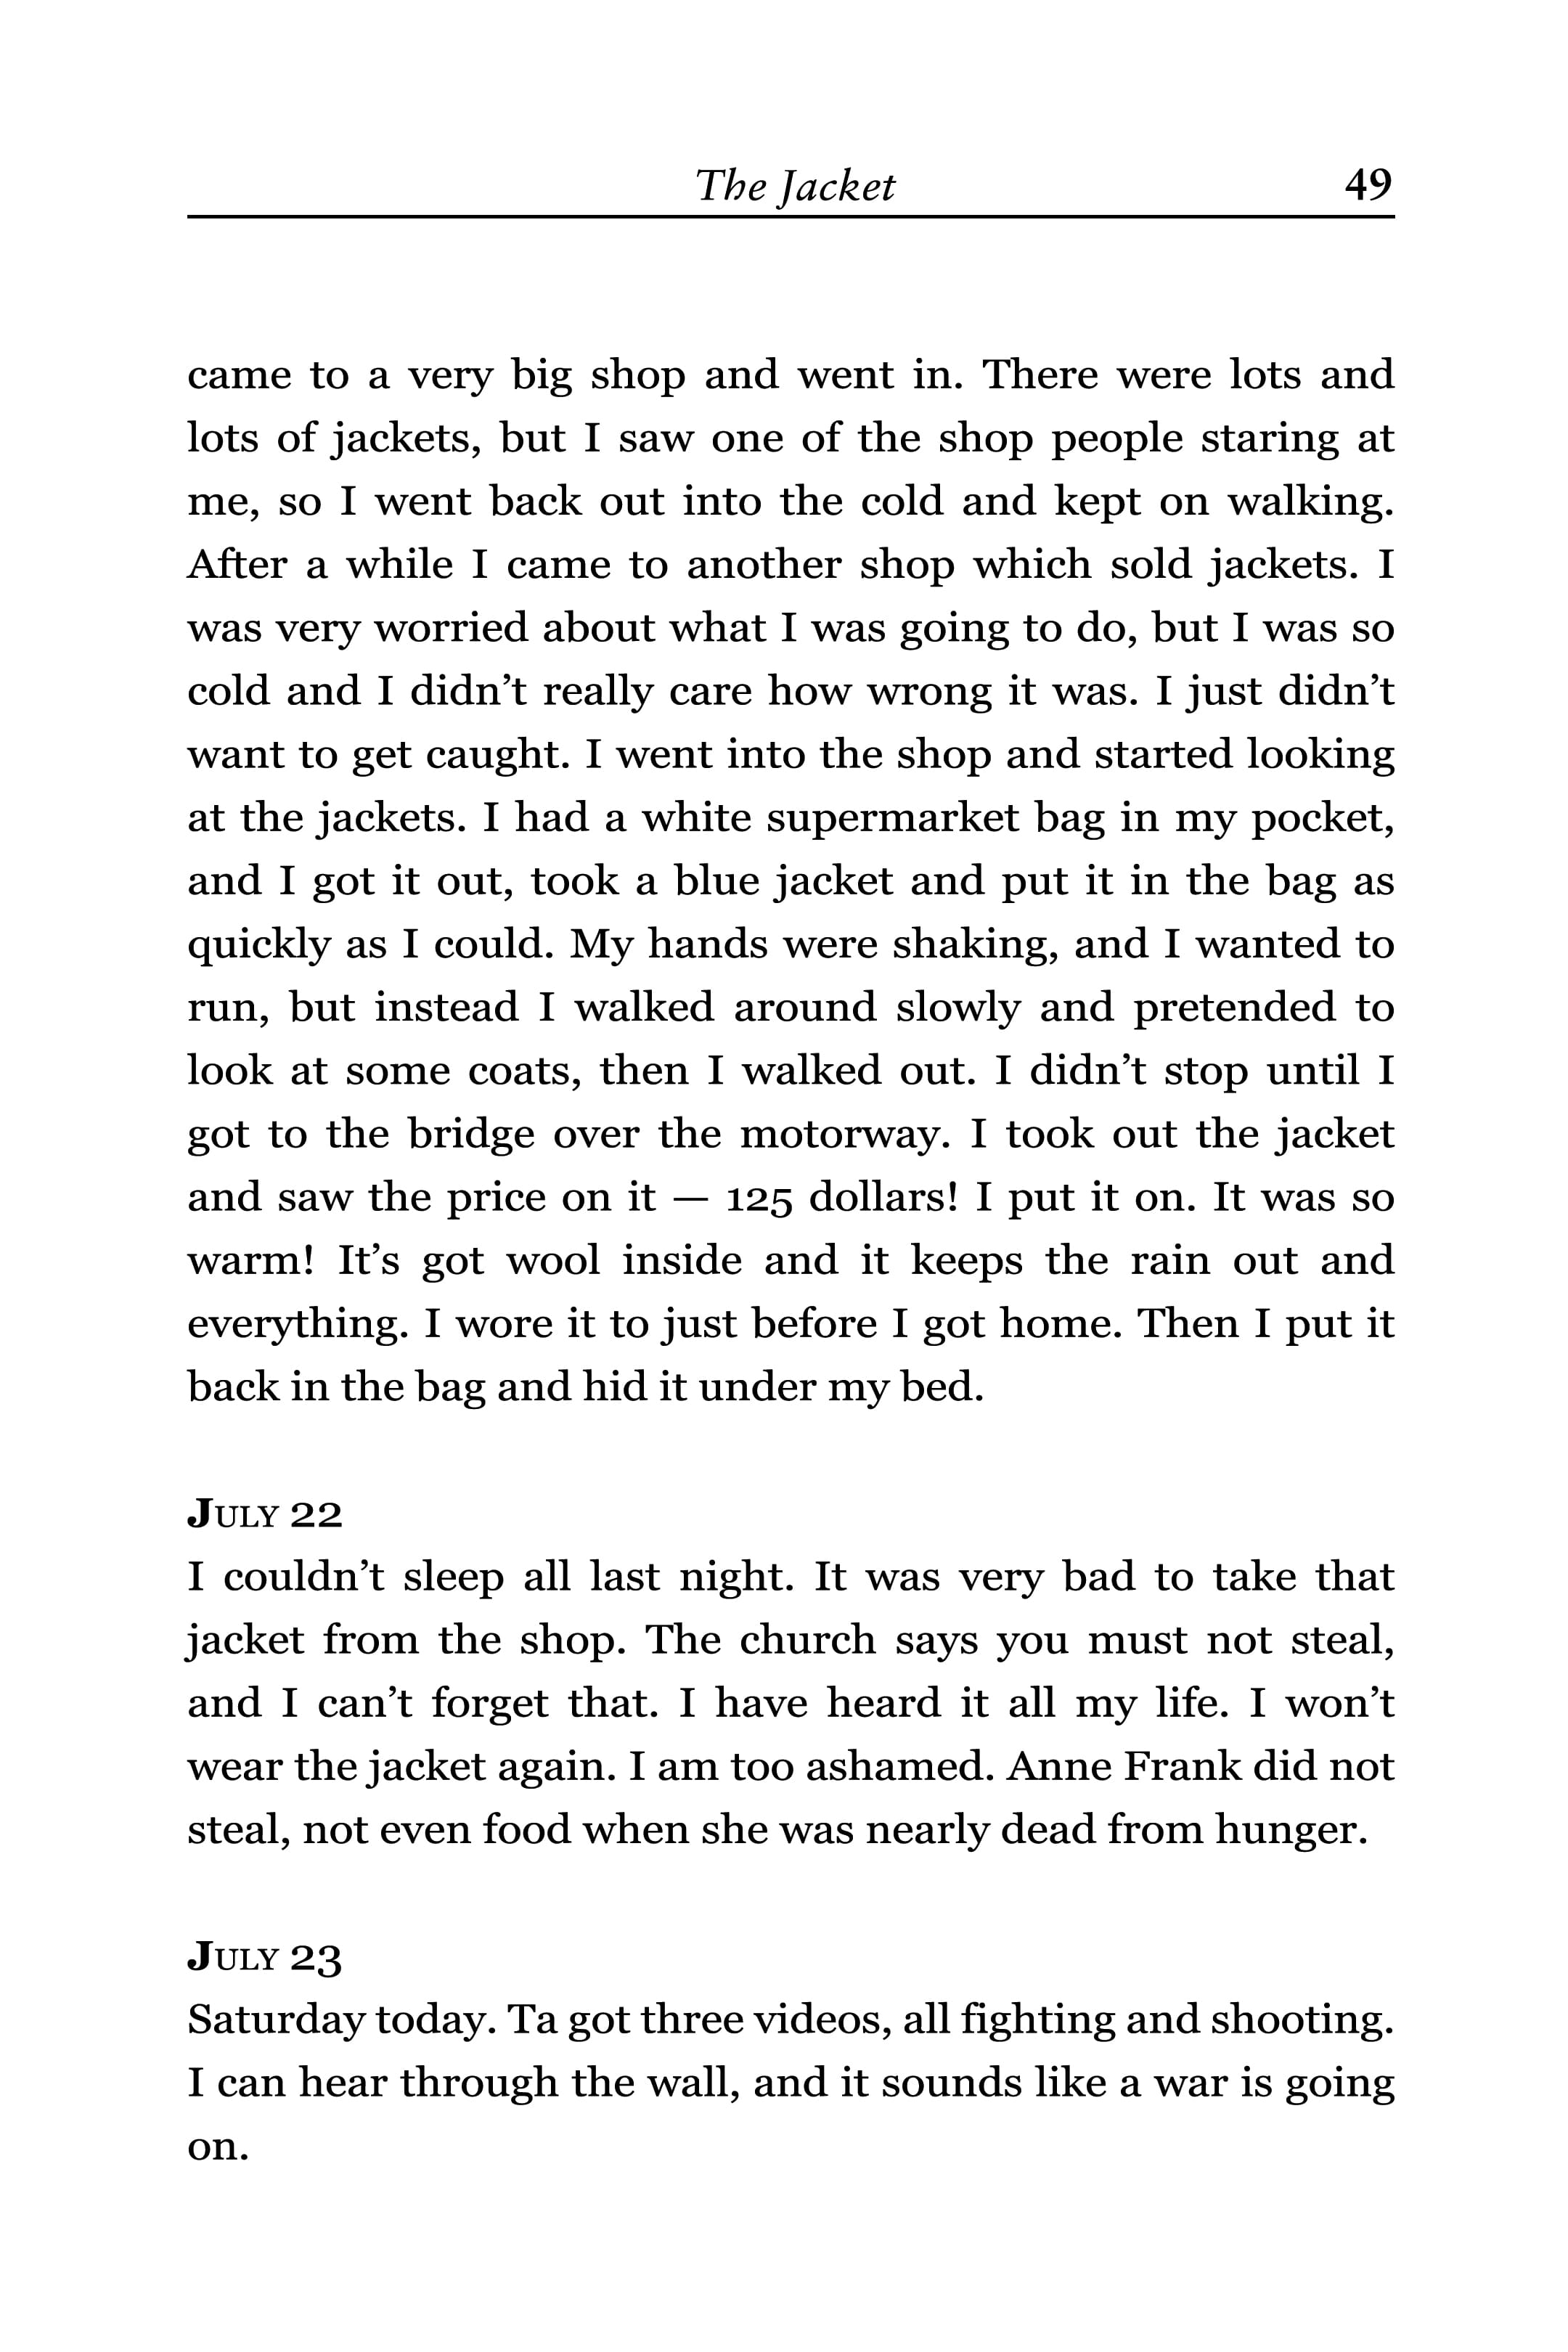 The Jacket 49
came to a very big shop and went in. There were lots and
lots of jackets, but I saw one of the shop people staring at
me, so I went back out into the cold and kept on walking.
After a while I came to another shop which sold jackets. I
was very worried about what I was going to do, but I was so
cold and I didn’t really care how wrong it was. I just didn’t
want to get caught. I went into the shop and started looking
at the jackets. I had a white supermarket bag in my pocket,
and I got it out, took a blue jacket and put it in the bag as
quickly as I could. My hands were shaking, and I wanted to
run, but instead I walked around slowly and pretended to
look at some coats, then I walked out. I didn’t stop until I
got to the bridge over the motorway. I took out the jacket
and saw the price on it — 125 dollars! I put it on. It was so
warm! It’s got wool inside and it keeps the rain out and
everything. I wore it to just before I got home. Then I put it
back in the bag and hid it under my bed.
July 22
I couldn’t sleep all last night. It was very bad to take that
jacket from the shop. The church says you must not steal,
and I can’t forget that. I have heard it all my life. I won’t
wear the jacket again. I am too ashamed. Anne Frank did not
steal, not even food when she was nearly dead from hunger.
July 23
Saturday today. Ta got three videos, all fighting and shooting.
I can hear through the wall, and it sounds like a war is going
on.